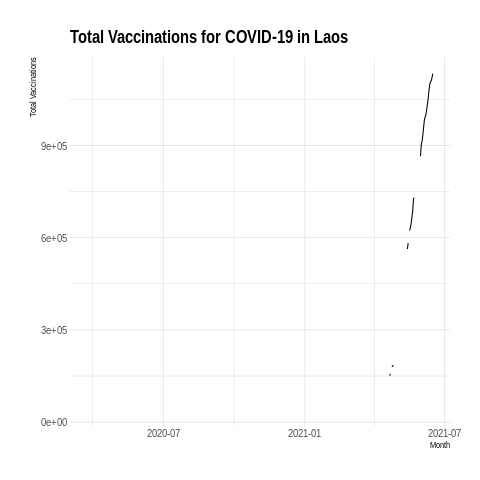 Total Vaccinations for COVID-19 in Laos
Total Vaccinations
9e+05
6e+05
3e+05
0e+00
2020-07
2021-01
2021-07
Month